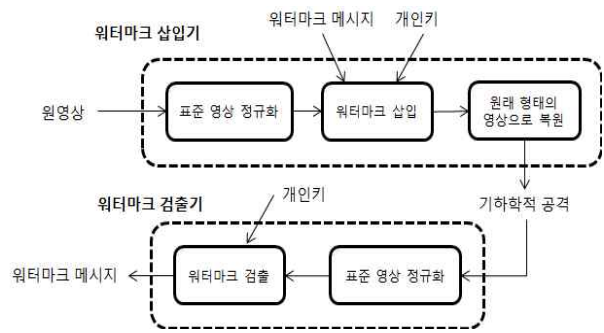 워터마크 메시지
개인키
워터마크 삽입기
원영상
표준 영상 정규화
워터마크 삽입
원래 형태의
영상으로 복원
기하학적 공격
워터마크 검출기
개인키
워터마크 메시지
워터마크 검출
표준 영상 정규화